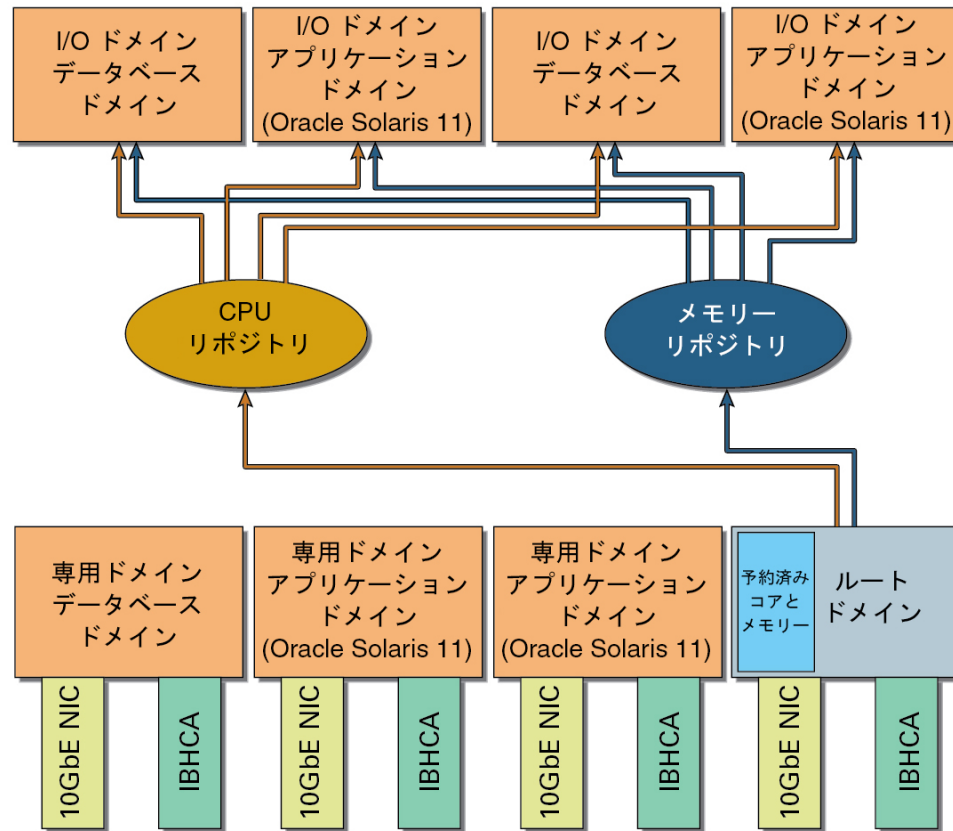 I/O ドメイン
データベース
ドメイン
I/O ドメイン
アプリケーション
ドメイン
(Oracle Solaris 11)
I/O ドメイン
データベース
ドメイン
I/O ドメイン
アプリケーション
ドメイン
(Oracle Solaris 11)
CPU
リポジトリ
メモリー
リポジトリ
専用ドメイン
データベース
ドメイン
専用ドメイン
アプリケーション
ドメイン
(Oracle Solaris 11)
専用ドメイン
アプリケーション
ドメイン
(Oracle Solaris 11)
予約済み
コアと
メモリー
ルート
ドメイン
10GbE NIC
IBHCA
10GbE NIC
IBHCA
10GbE NIC
IBHCA
10GbE NIC
IBHCA